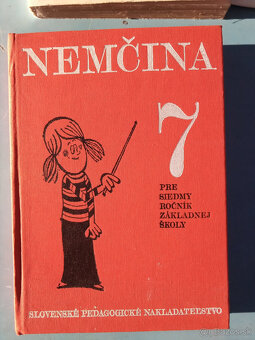 NEMČINA
7
PRE
SIEDMY
ROČNÍK
ZÁKLADNEJ
ŠKOLY
SLOVENSKÉ PEDAGOGICKÉ NAKLADATEĽSTVO